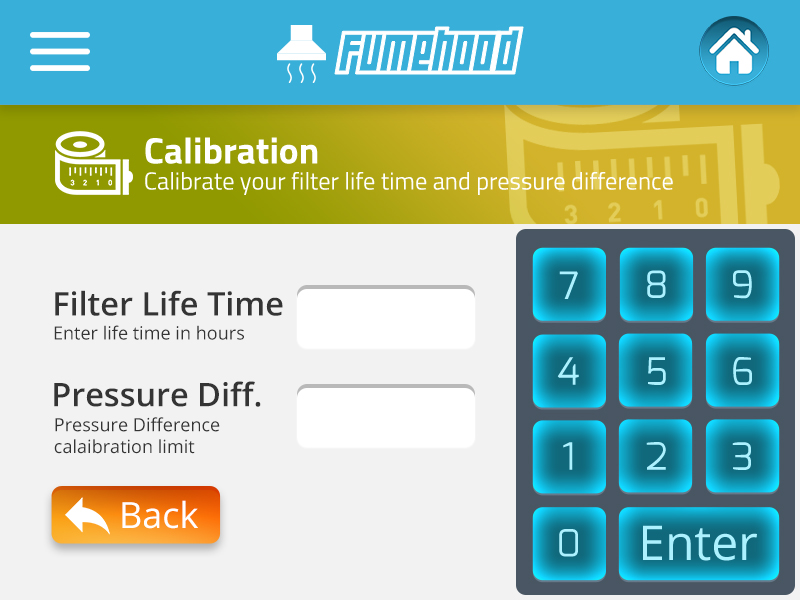 Fumehood
Calibration
Calibrate your filter life time and pressure difference
3 2 1 0
3 2 1 0
Filter Life Time
Enter life time in hours
Pressure Diff.
Pressure Difference
calaibration limit
Back
7 8 9
4 5 6
1 2 3
0 Enter